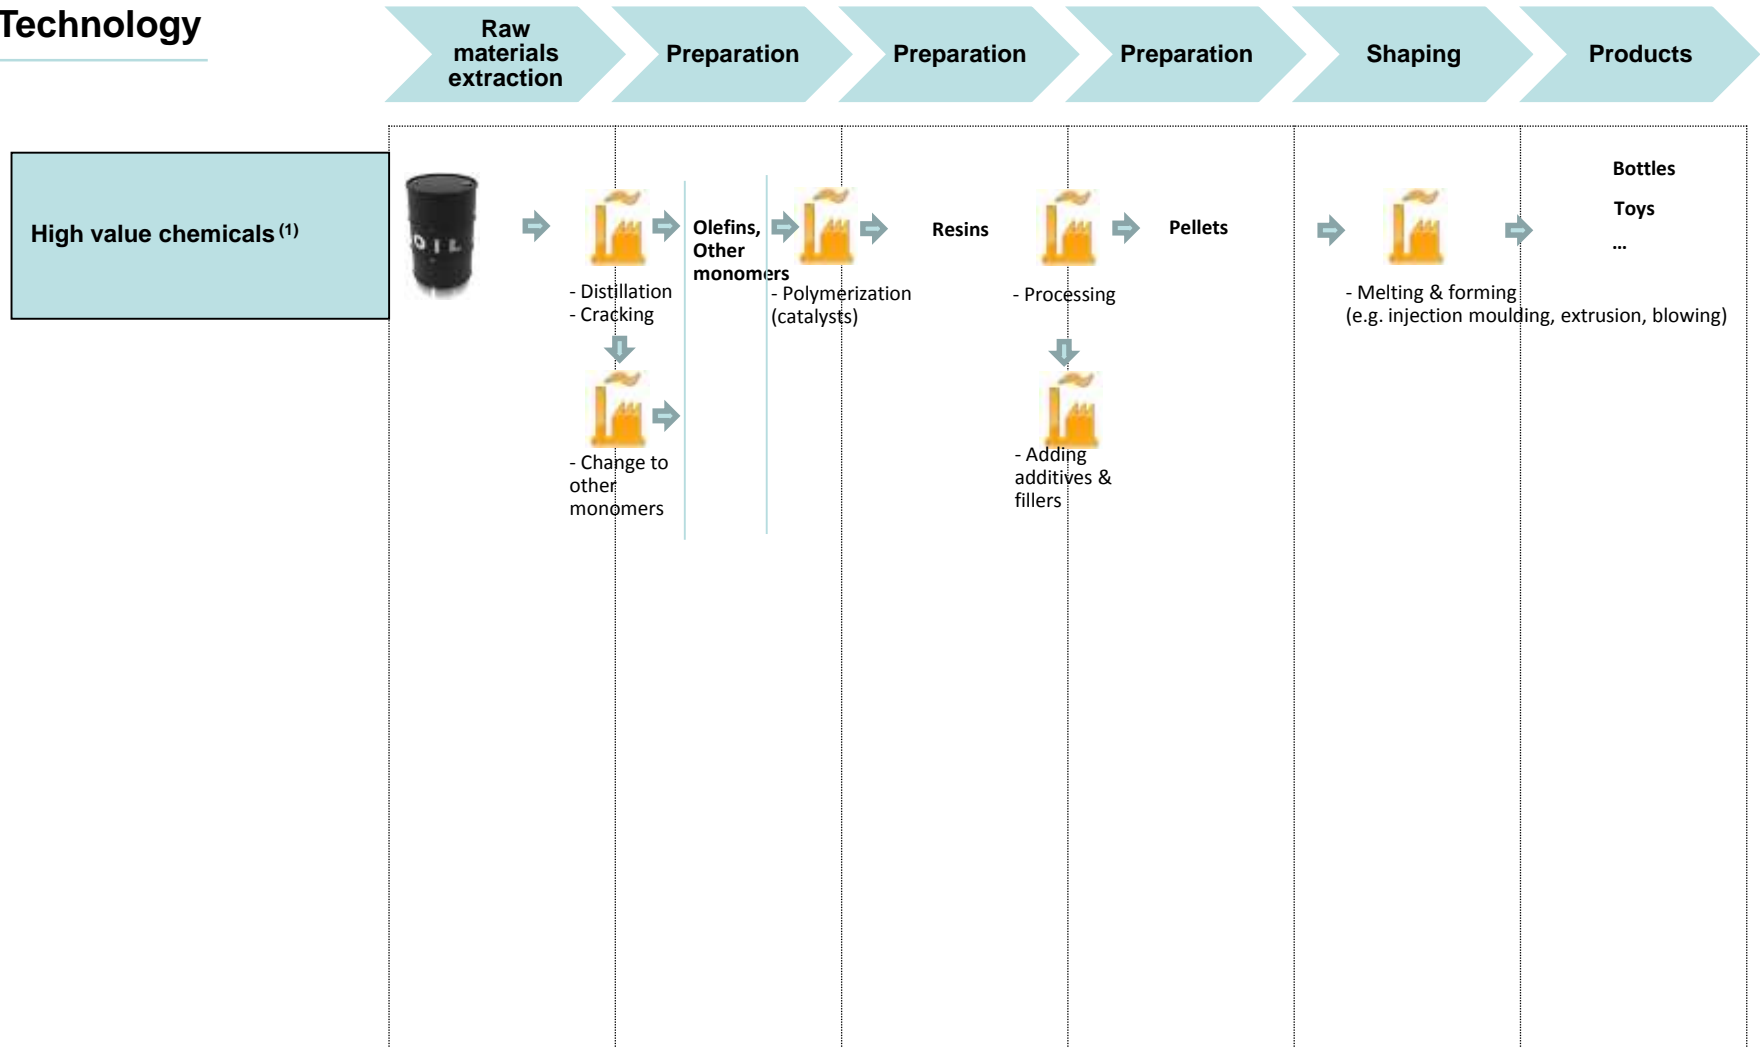 Technology
Raw
materials
extraction
Preparation
Preparation
Preparation
Shaping
Products
High value chemicals (1)
OIL
- Distillation
- Cracking
- Change to
other
monomers
Olefins,
Other
monomers
- Polymerization
(catalysts)
Resins
- Processing
- Adding
additives &
fillers
Pellets
- Melting & forming
(e.g. injection moulding, extrusion, blowing)
Bottles
Toys
...